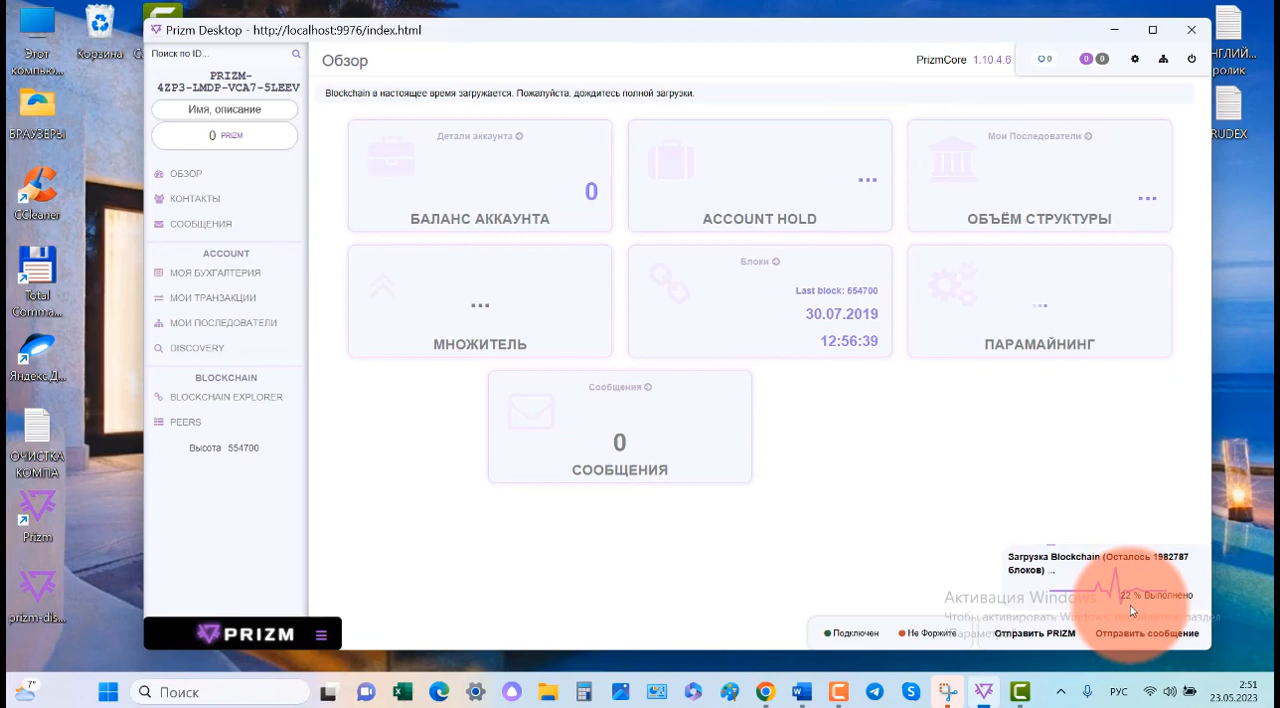 Этот
компью...
Корзина
БРАУЗЕРЫ
CCleaner
Total
Comma...
Яндекс.Д...
ОЧИСТКА
КОМПА
Prizm
prizm-dis...
Prizm Desktop - http://localhost:9976/index.html
Поиск по ID...
PRIZM-
4ZP3-LMDP-VCA7-5LEEV
Имя, описание
0 PRIZM
ОБЗОР
КОНТАКТЫ
СООБЩЕНИЯ
ACCOUNT
МОЯ БУХГАЛТЕРИЯ
МОИ ТРАНЗАКЦИИ
МОИ ПОСЛЕДОВАТЕЛИ
DISCOVERY
BLOCKCHAIN
BLOCKCHAIN EXPLORER
PEERS
Высота 554700
PRIZM
Обзор
PrizmCore 1.10.4.6
0
0 0
Blockchain в настоящее время загружается. Пожалуйста, дождитесь полной загрузки.
Детали аккаунта
0
БАЛАНС АККАУНТА
...
ACCOUNT HOLD
Мои Последователи
...
ОБЪЁМ СТРУКТУРЫ
...
МНОЖИТЕЛЬ
Блоки
Last block: 554700
30.07.2019
12:56:39
...
ПАРАМАЙНИНГ
Сообщения
0
СООБЩЕНИЯ
Загрузка Blockchain (Осталось 1982787
блоков) ...
22 % Выполнено
Активация Windows
Чтобы активировать Windows, перейдите в раздел
Подключен
Не Форжите
Отправить PRIZM
Отправить сообщение
RUDEX
7°
Поиск
РУС
2:51
23.05.2023